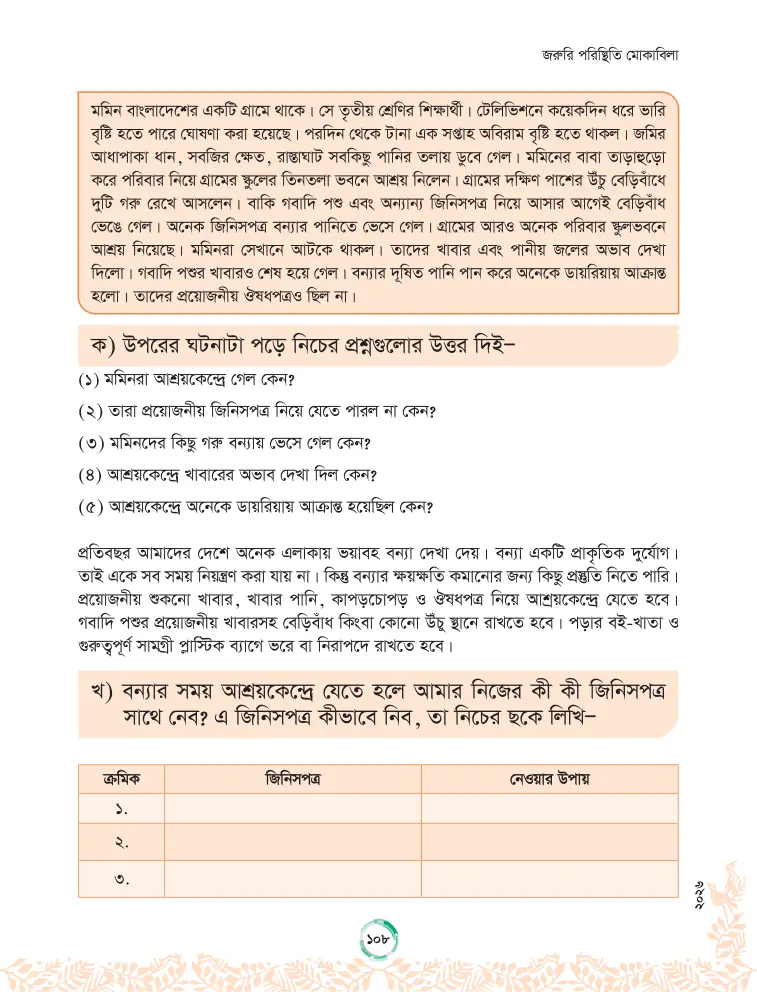 জরুরি পরিস্থিতি মোকাবিলা
মমিন বাংলাদেশের একটি গ্রামে থাকে। সে তৃতীয় শ্রেণির শিক্ষার্থী। টেলিভিশনে কয়েকদিন ধরে ভারি
বৃষ্টি হতে পারে ঘোষণা করা হয়েছে। পরদিন থেকে টানা এক সপ্তাহ অবিরাম বৃষ্টি হতে থাকল। জমির
আধাপাকা ধান, সবজির ক্ষেত, রাস্তাঘাট সবকিছু পানির তলায় ডুবে গেল। মমিনের বাবা তাড়াহুড়ো
করে পরিবার নিয়ে গ্রামের স্কুলের তিনতলা ভবনে আশ্রয় নিলেন। গ্রামের দক্ষিণ পাশের উঁচু বেড়িবাঁধে
দুটি গরু রেখে আসলেন। বাকি গবাদি পশু এবং অন্যান্য জিনিসপত্র নিয়ে আসার আগেই বেড়িবাঁধ
ভেঙে গেল। অনেক জিনিসপত্র বন্যার পানিতে ভেসে গেল। গ্রামের আরও অনেক পরিবার স্কুলভবনে
আশ্রয় নিয়েছে। মমিনরা সেখানে আটকে থাকল। তাদের খাবার এবং পানীয় জলের অভাব দেখা
দিলো। গবাদি পশুর খাবারও শেষ হয়ে গেল। বন্যার দূষিত পানি পান করে অনেকে ডায়রিয়ায় আক্রান্ত
হলো। তাদের প্রয়োজনীয় ঔষধপত্রও ছিল না।
ক) উপরের ঘটনাটা পড়ে নিচের প্রশ্নগুলোর উত্তর দিই–
(১) মমিনরা আশ্রয়কেন্দ্রে গেল কেন?
(২) তারা প্রয়োজনীয় জিনিসপত্র নিয়ে যেতে পারল না কেন?
(৩) মমিনদের কিছু গরু বন্যায় ভেসে গেল কেন?
(৪) আশ্রয়কেন্দ্রে খাবারের অভাব দেখা দিল কেন?
(৫) আশ্রয়কেন্দ্রে অনেকে ডায়রিয়ায় আক্রান্ত হয়েছিল কেন?
প্রতিবছর আমাদের দেশে অনেক এলাকায় ভয়াবহ বন্যা দেখা দেয়। বন্যা একটি প্রাকৃতিক দুর্যোগ।
তাই একে সব সময় নিয়ন্ত্রণ করা যায় না। কিন্তু বন্যার ক্ষয়ক্ষতি কমানোর জন্য কিছু প্রস্তুতি নিতে পারি।
প্রয়োজনীয় শুকনো খাবার, খাবার পানি, কাপড়চোপড় ও ঔষধপত্র নিয়ে আশ্রয়কেন্দ্রে যেতে হবে।
গবাদি পশুর প্রয়োজনীয় খাবারসহ বেড়িবাঁধ কিংবা কোনো উঁচু স্থানে রাখতে হবে। পড়ার বই-খাতা ও
গুরুত্বপূর্ণ সামগ্রী প্লাস্টিক ব্যাগে ভরে বা নিরাপদে রাখতে হবে।
খ) বন্যার সময় আশ্রয়কেন্দ্রে যেতে হলে আমার নিজের কী কী জিনিসপত্র
সাথে নেব? এ জিনিসপত্র কীভাবে নিব, তা নিচের ছকে লিখি–
ক্রমিক জিনিসপত্র নেওয়ার উপায়
১.
২.
৩.
২০২৬
১০৮